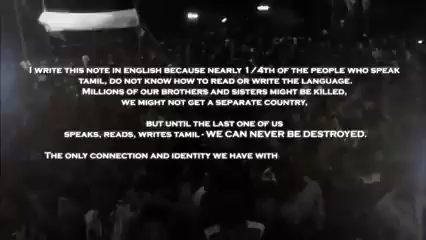 I write this note in english because nearly 1/4th of the people who speak
tamil, do not know how to read or write the language.
Millions of our brothers and sisters might be killed,
we might not get a separate country,
but until the last one of us
speaks, reads, writes tamil - WE CAN NEVER BE DESTROYED.
The only connection and identity we have with